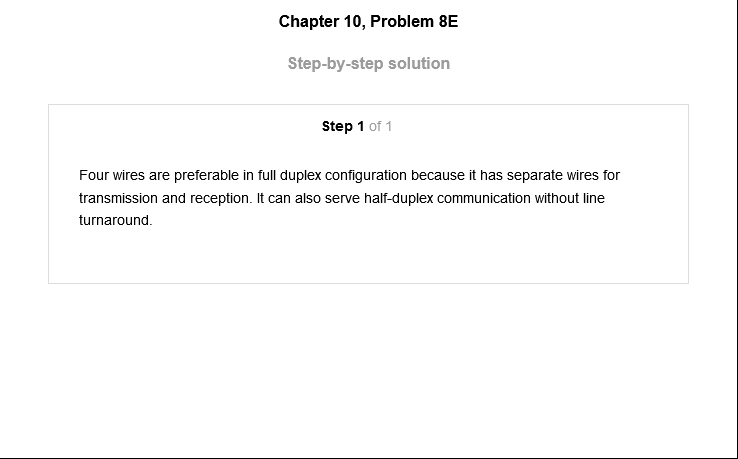 Chapter 10, Problem 8E
Step-by-step solution
Step 1 of 1
Four wires are preferable in full duplex configuration because it has separate wires for
transmission and reception. It can also serve half-duplex communication without line
turnaround.